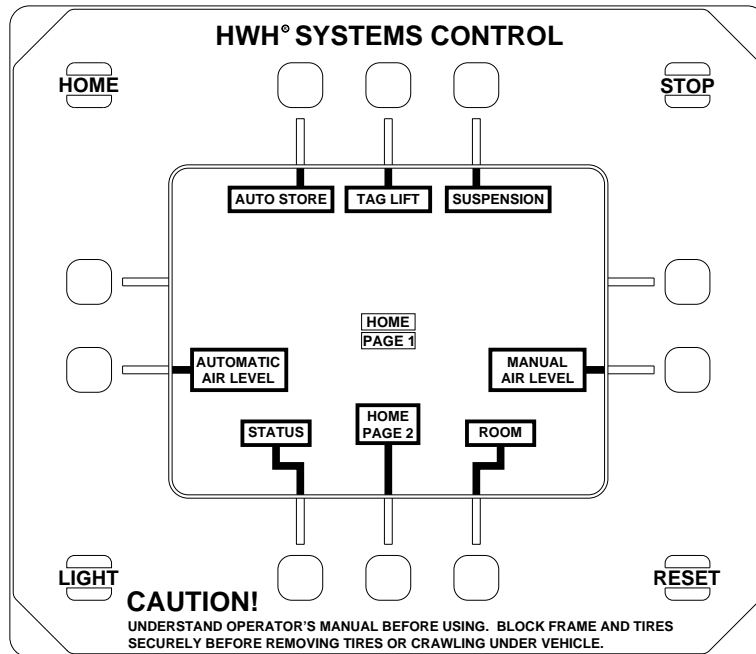 HWH® SYSTEMS CONTROL
HOME
STOP
AUTO STORE
TAG LIFT
SUSPENSION
HOME
PAGE 1
AUTOMATIC
AIR LEVEL
MANUAL
AIR LEVEL
STATUS
HOME
PAGE 2
ROOM
LIGHT
RESET
CAUTION!
UNDERSTAND OPERATOR'S MANUAL BEFORE USING. BLOCK FRAME AND TIRES
SECURELY BEFORE REMOVING TIRES OR CRAWLING UNDER VEHICLE.